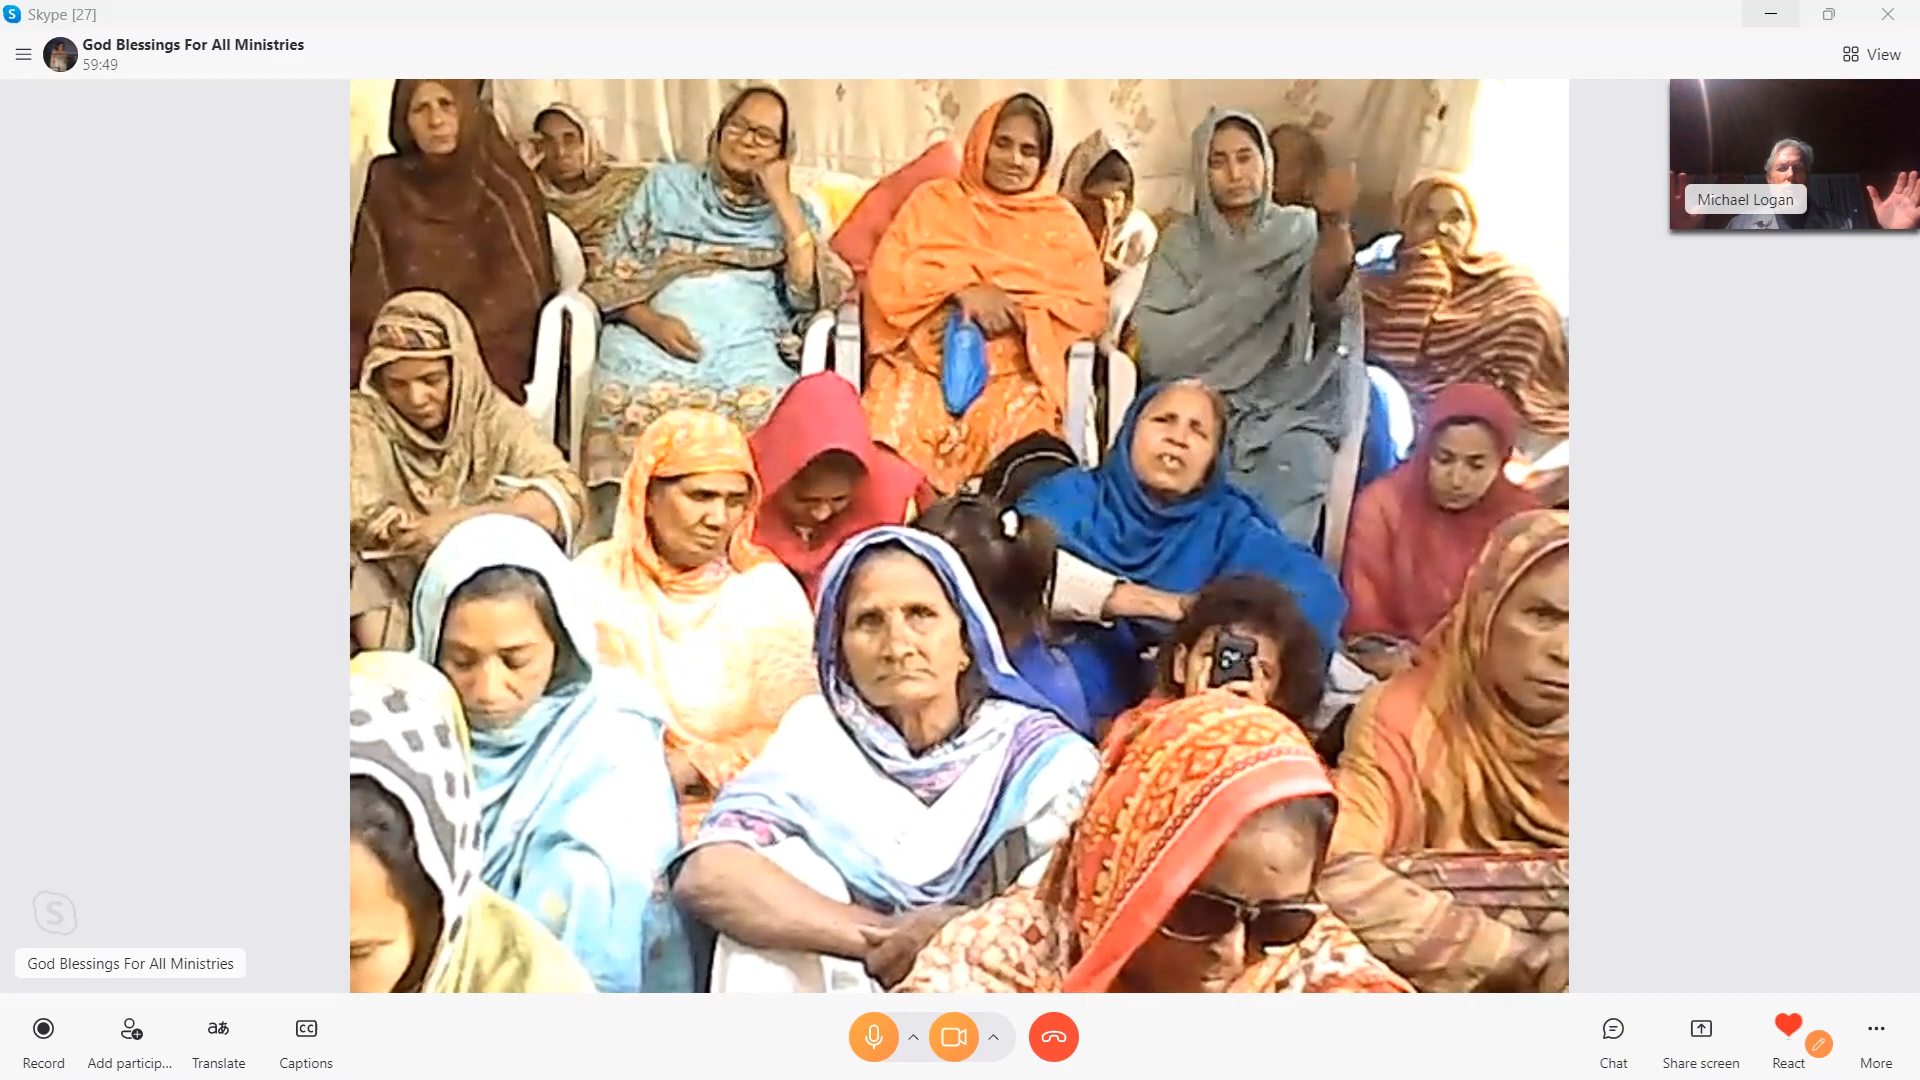 Skype [27]
God Blessings For All Ministries
59:49
View
Michael Logan
God Blessings For All Ministries
Record
Add particip...
Translate
Captions
Chat
Share screen
React
More